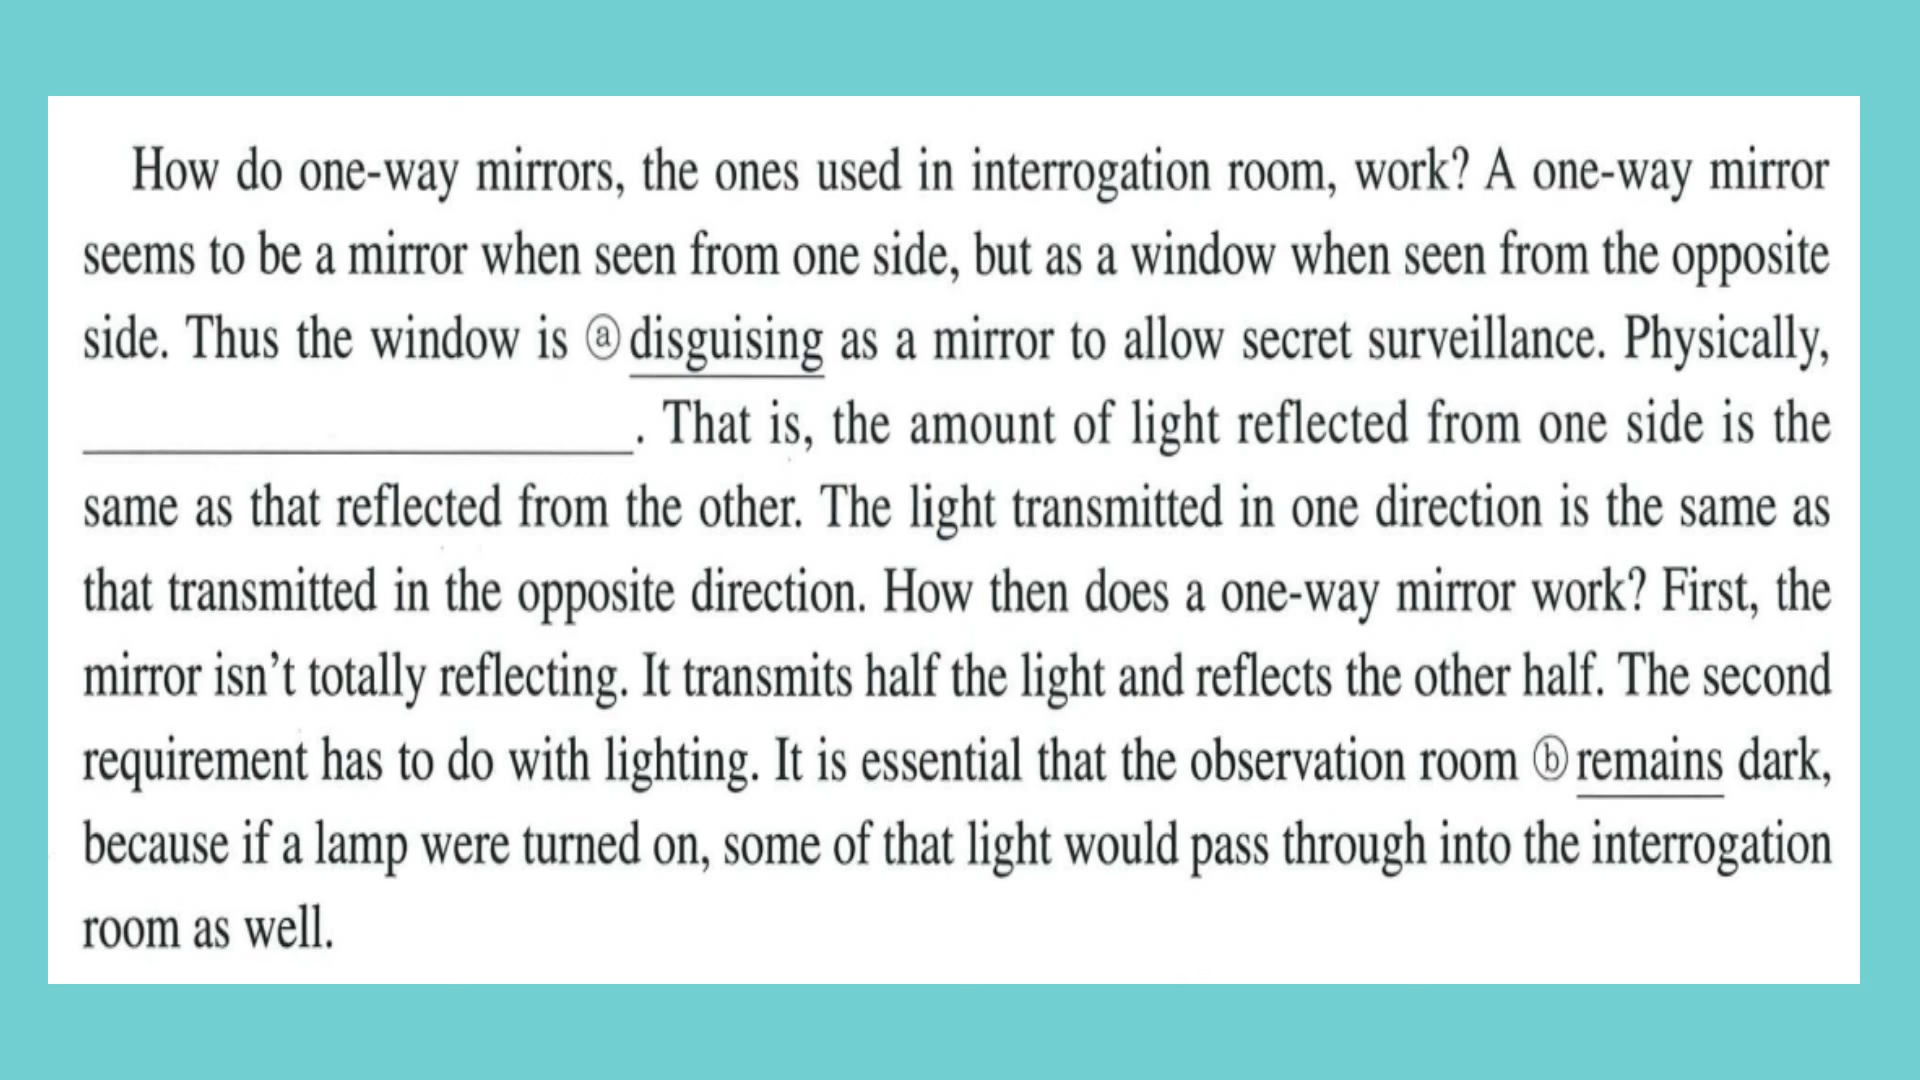 How do one-way mirrors, the ones used in interrogation room, work? A one-way mirror
seems to be a mirror when seen from one side, but as a window when seen from the opposite
side. Thus the window is ⓐ disguising as a mirror to allow secret surveillance. Physically,
____________________. That is, the amount of light reflected from one side is the
same as that reflected from the other. The light transmitted in one direction is the same as
that transmitted in the opposite direction. How then does a one-way mirror work? First, the
mirror isn't totally reflecting. It transmits half the light and reflects the other half. The second
requirement has to do with lighting. It is essential that the observation room ⓑ remains dark,
because if a lamp were turned on, some of that light would pass through into the interrogation
room as well.